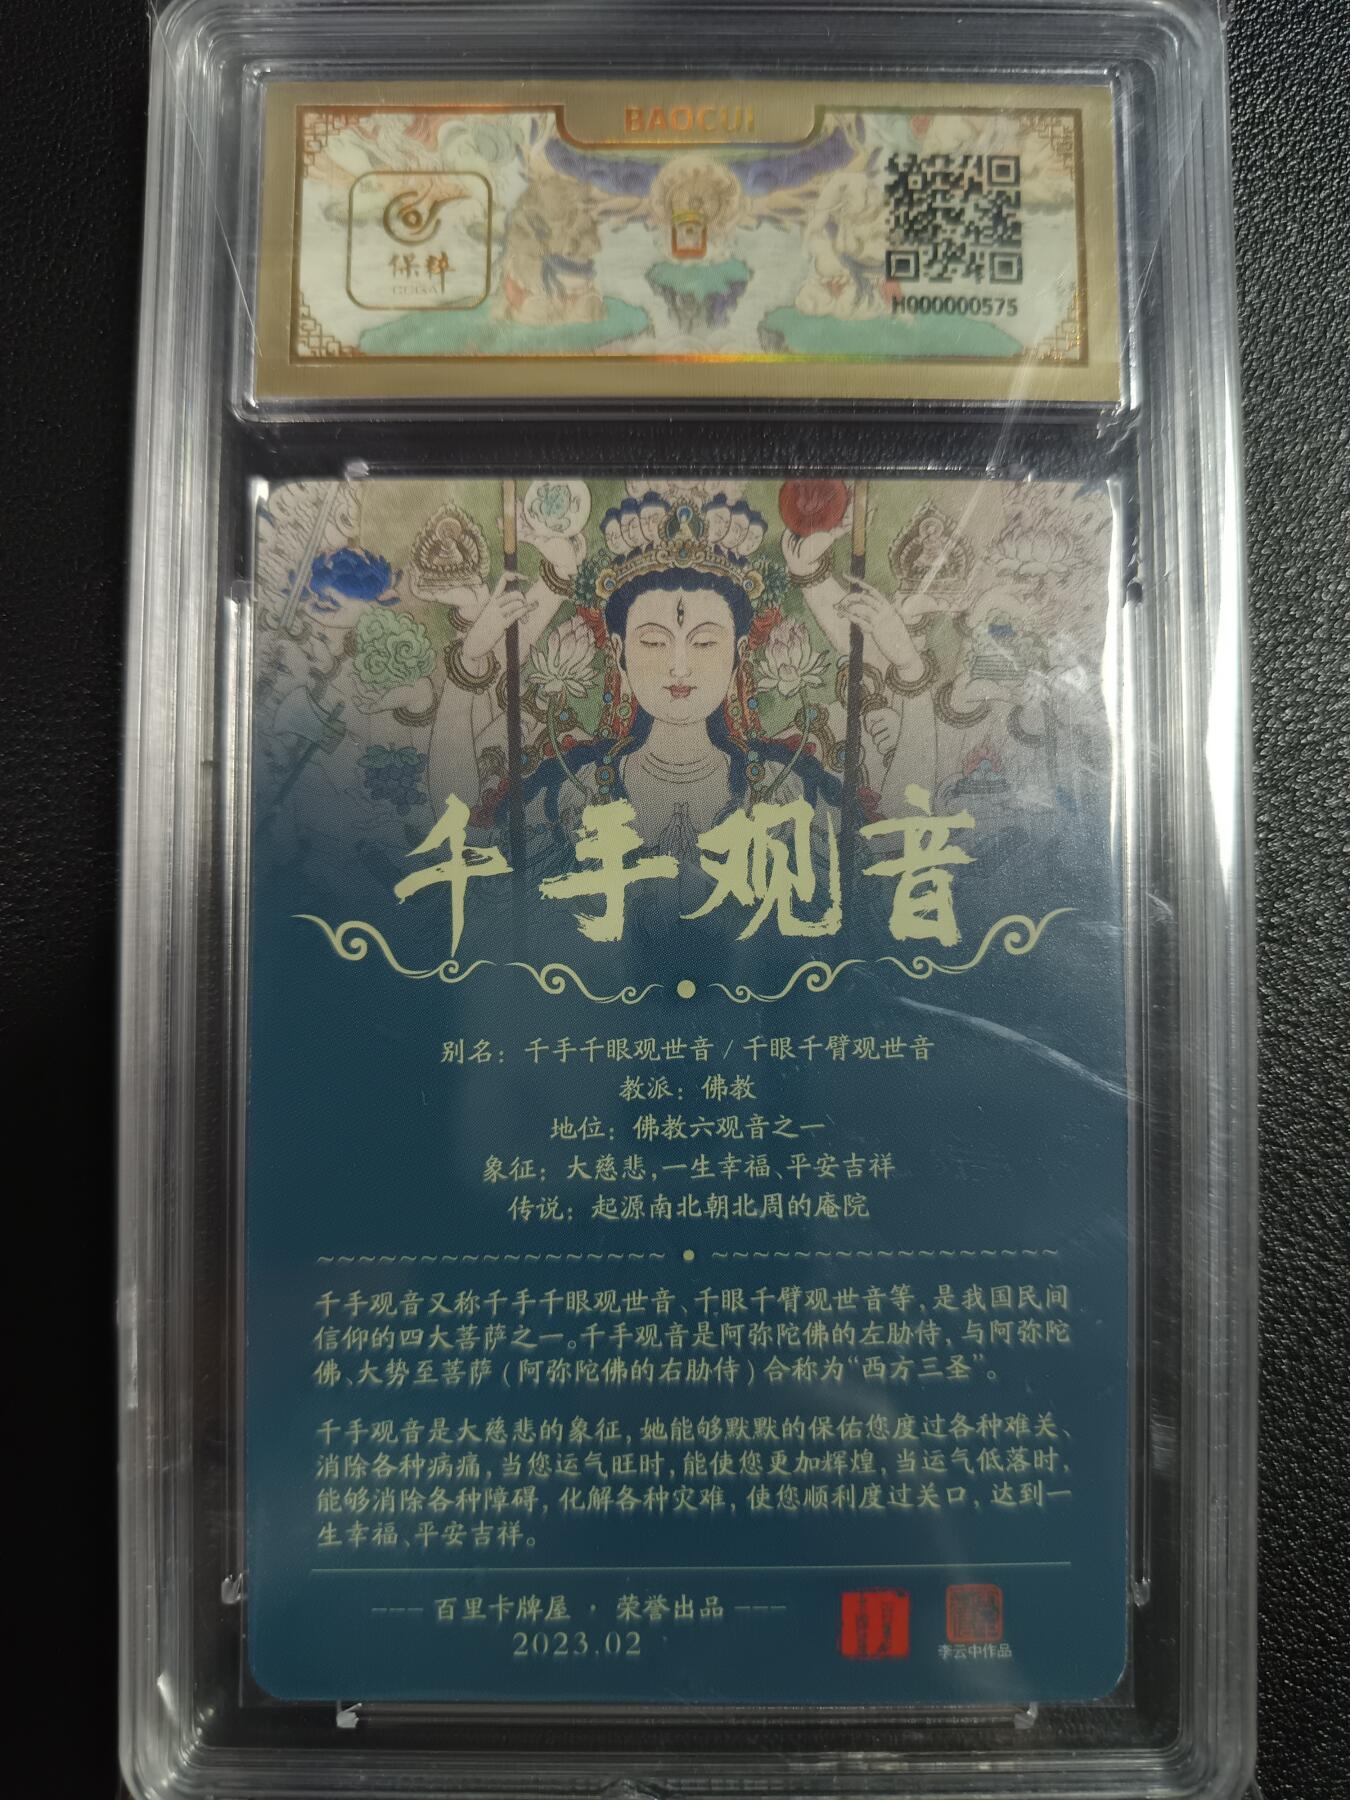 BAOCUI
保粹
H000000575
千手观音
别名：千手千眼观世音 / 千眼千臂观世音
教派：佛教
地位：佛教六观音之一
象征：大慈悲，一生幸福、平安吉祥
传说：起源南北朝北周的庵院
千手观音又称千手千眼观世音、千眼千臂观世音等，是我国民间
信仰的四大菩萨之一。千手观音是阿弥陀佛的左胁侍，与阿弥陀
佛、大势至菩萨（阿弥陀佛的右胁侍）合称为“西方三圣”。
千手观音是大慈悲的象征，她能够默默的保佑您度过各种难关、
消除各种病痛，当您运气旺时，能使您更加辉煌，当运气低落时，
能够消除各种障碍，化解各种灾难，使您顺利度过关口，达到一
生幸福、平安吉祥。
--- 百里卡牌屋 · 荣誉出品 ---
2023.02
李云中作品